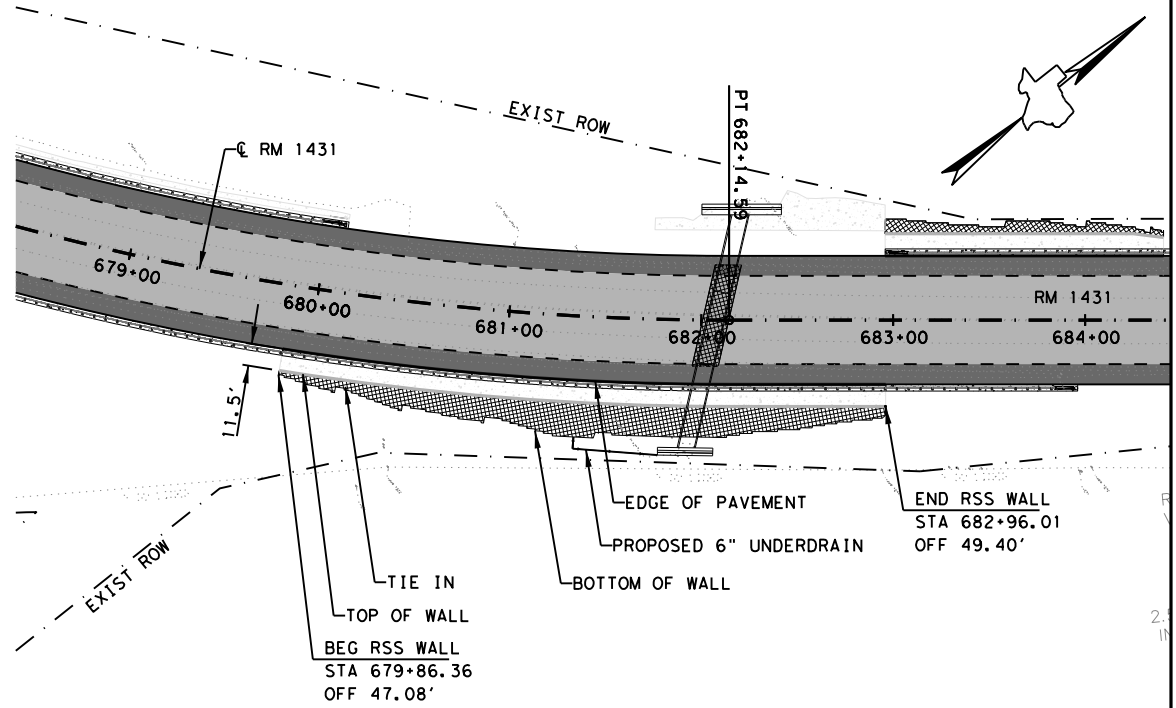 EXIST ROW
℄ RM 1431
PT 682+14.59
679+00
680+00
681+00
682+00
683+00
684+00
RM 1431
11.5'
EDGE OF PAVEMENT
PROPOSED 6" UNDERDRAIN
BOTTOM OF WALL
END RSS WALL
STA 682+96.01
OFF 49.40'
EXIST ROW
TIE IN
TOP OF WALL
BEG RSS WALL
STA 679+86.36
OFF 47.08'